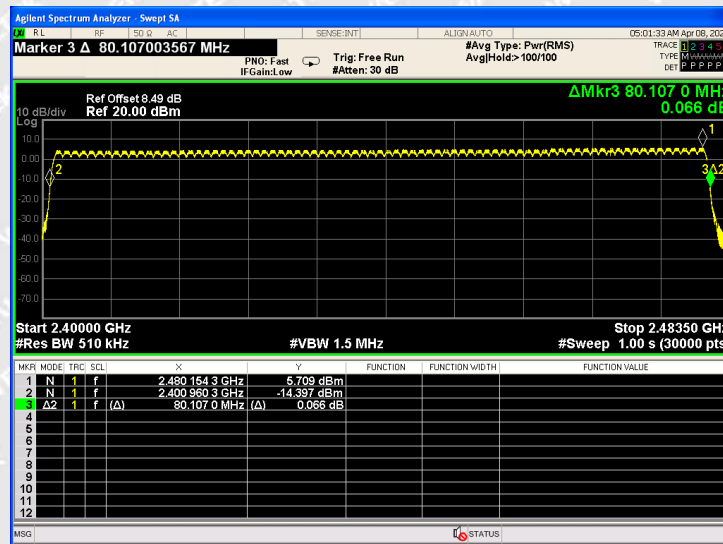 Agilent Spectrum Analyzer - Swept SA
RL RF 50 Ω AC SENSE:INT ALIGN AUTO 05:01:33 AM Apr 08, 202
Marker 3 Δ 80.107003567 MHz
PNO: Fast
IFGain:Low
Trig: Free Run
#Atten: 30 dB
#Avg Type: Pwr(RMS)
Avg|Hold:>100/100
TRACE 1 2 3 4 5
TYPE M
DET P P P P P
ΔMkr3 80.107 0 MHz
0.066 dB
Ref Offset 8.49 dB
10 dB/div Ref 20.00 dBm
Log
10.0
0.00
-10.0
-20.0
-30.0
-40.0
-50.0
-60.0
-70.0
1
2
3Δ2
Start 2.40000 GHz Stop 2.48350 GHz
#Res BW 510 kHz #VBW 1.5 MHz #Sweep 1.00 s (30000 pts
MKR MODE TRC SCL X Y FUNCTION FUNCTION WIDTH FUNCTION VALUE
1 N 1 f 2.480 154 3 GHz 5.709 dBm
2 N 1 f 2.400 960 3 GHz -14.397 dBm
3 Δ2 1 f (Δ) 80.107 0 MHz (Δ) 0.066 dB
4
5
6
7
8
9
10
11
12
MSG STATUS